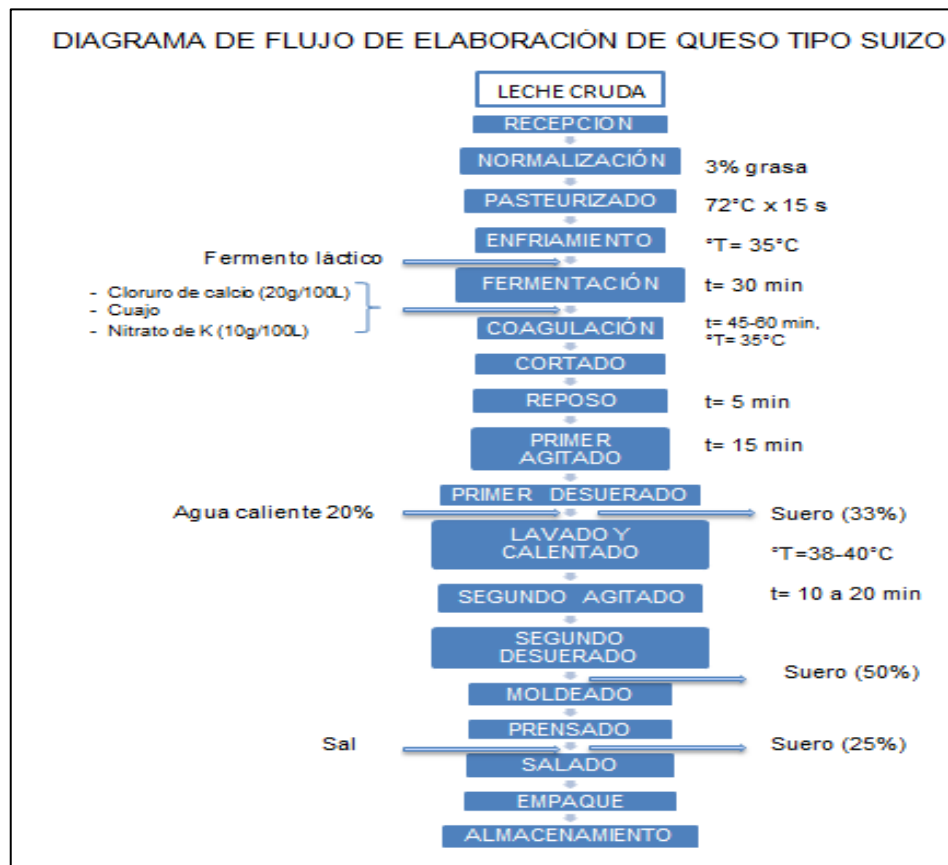 DIAGRAMA DE FLUJO DE ELABORACIÓN DE QUESO TIPO SUIZO
LECHE CRUDA
RECEPCION
NORMALIZACIÓN
3% grasa
PASTEURIZADO
72°C x 15 s
ENFRIAMIENTO
°T= 35°C
Fermento láctico
FERMENTACIÓN
t= 30 min
- Cloruro de calcio (20g/100L)
- Cuajo
- Nitrato de K (10g/100L)
COAGULACIÓN
t= 45-60 min,
°T= 35°C
CORTADO
REPOSO
t= 5 min
PRIMER
AGITADO
t= 15 min
PRIMER DESUERADO
Agua caliente 20%
Suero (33%)
LAVADO Y
CALENTADO
°T=38-40°C
SEGUNDO AGITADO
t= 10 a 20 min
SEGUNDO
DESUERADO
Suero (50%)
MOLDEADO
PRENSADO
Sal
Suero (25%)
SALADO
EMPAQUE
ALMACENAMIENTO